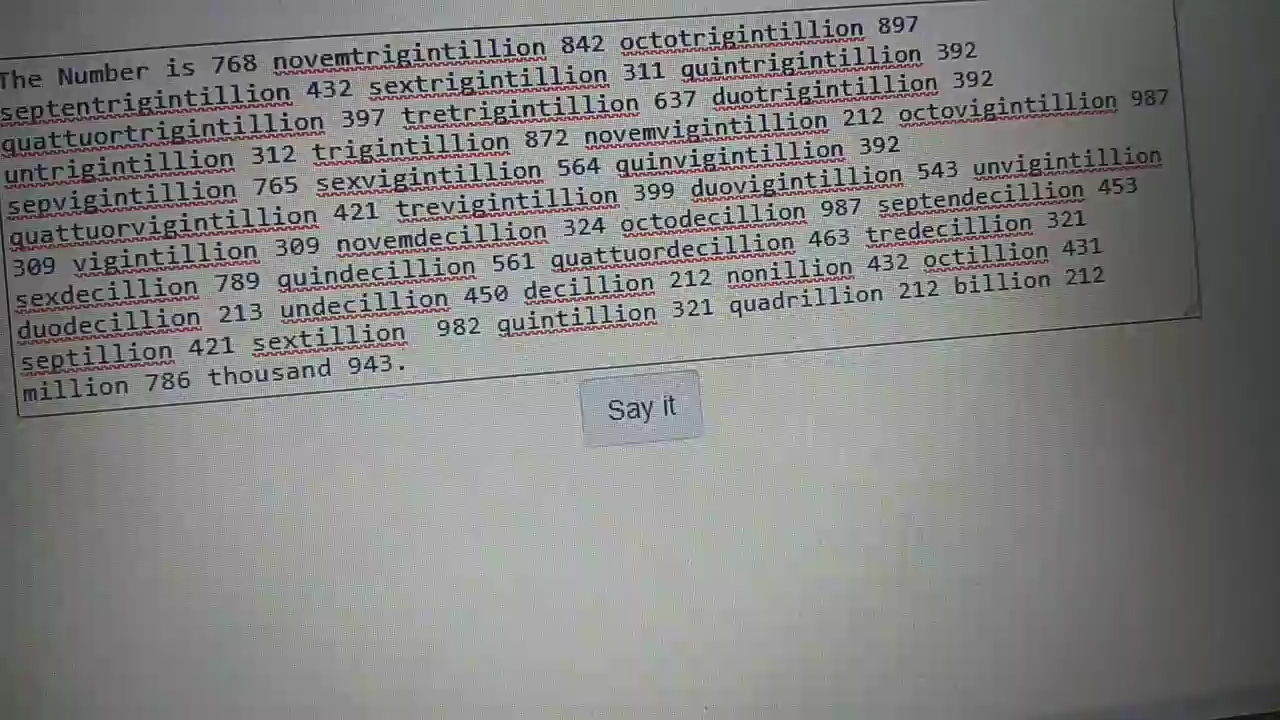 The Number is 768 novemtrigintillion 842 octotrigintillion 897
septentrigintillion 432 sextrigintillion 311 quintrigintillion 392
quattuortrigintillion 397 tretrigintillion 637 duotrigintillion 392
untrigintillion 312 trigintillion 872 novemvigintillion 212 octovigintillion 987
sepvigintillion 765 sexvigintillion 564 quinvigintillion 392
quattuorvigintillion 421 trevigintillion 399 duovigintillion 543 unvigintillion
309 vigintillion 309 novemdecillion 324 octodecillion 987 septendecillion 453
sexdecillion 789 quindecillion 561 quattuordecillion 463 tredecillion 321
duodecillion 213 undecillion 450 decillion 212 nonillion 432 octillion 431
septillion 421 sextillion  982 quintillion 321 quadrillion 212 billion 212
million 786 thousand 943.
Say it